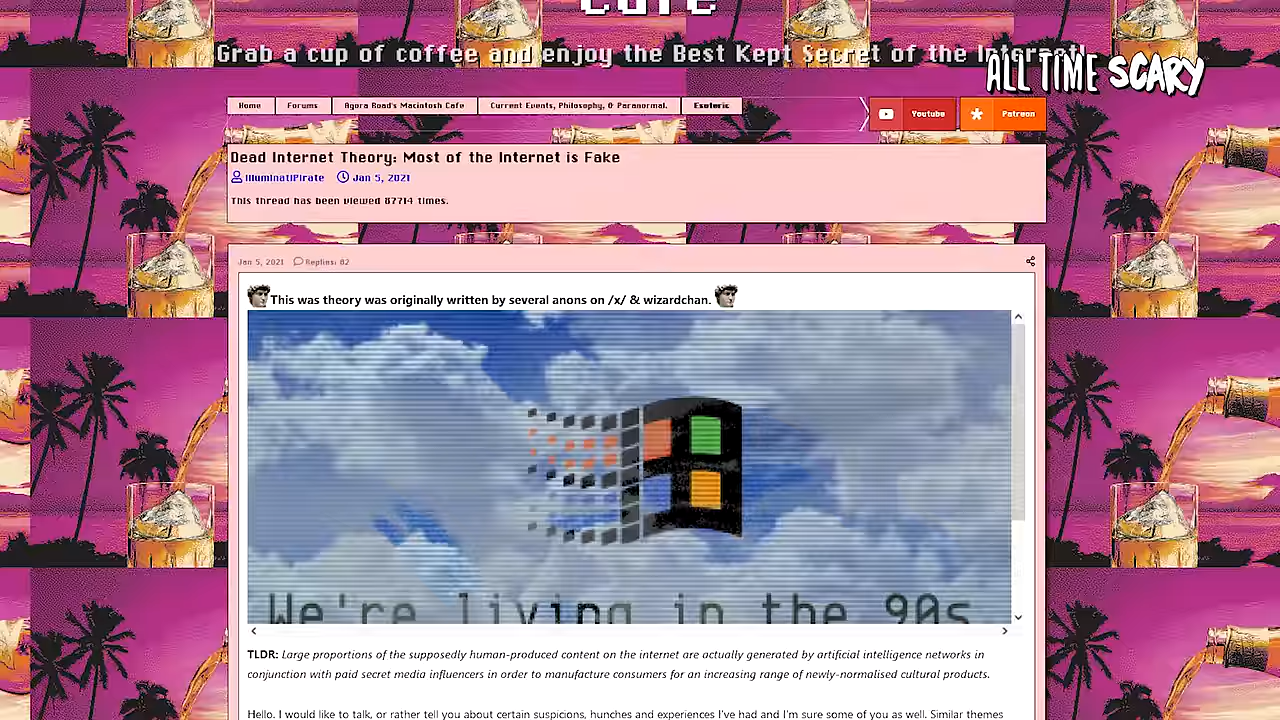 Cafe
Grab a cup of coffee and enjoy the Best Kept Secret of the Internet!
ALL TIME SCARY
Home
Forums
Agora Road's Macintosh Cafe
Current Events, Philosophy, & Paranormal.
Esoteric
Youtube
Patreon
Dead Internet Theory: Most of the Internet is Fake
IlluminatiPirate Jan 5, 2021
This thread has been viewed 87714 times.
Jan 5, 2021 Replies: 82
This was theory was originally written by several anons on /x/ & wizardchan.
We're living in the 90s
TLDR: Large proportions of the supposedly human-produced content on the internet are actually generated by artificial intelligence networks in
conjunction with paid secret media influencers in order to manufacture consumers for an increasing range of newly-normalised cultural products.
Hello. I would like to talk, or rather tell you about certain suspicions, hunches and experiences I've had and I'm sure some of you as well. Similar themes